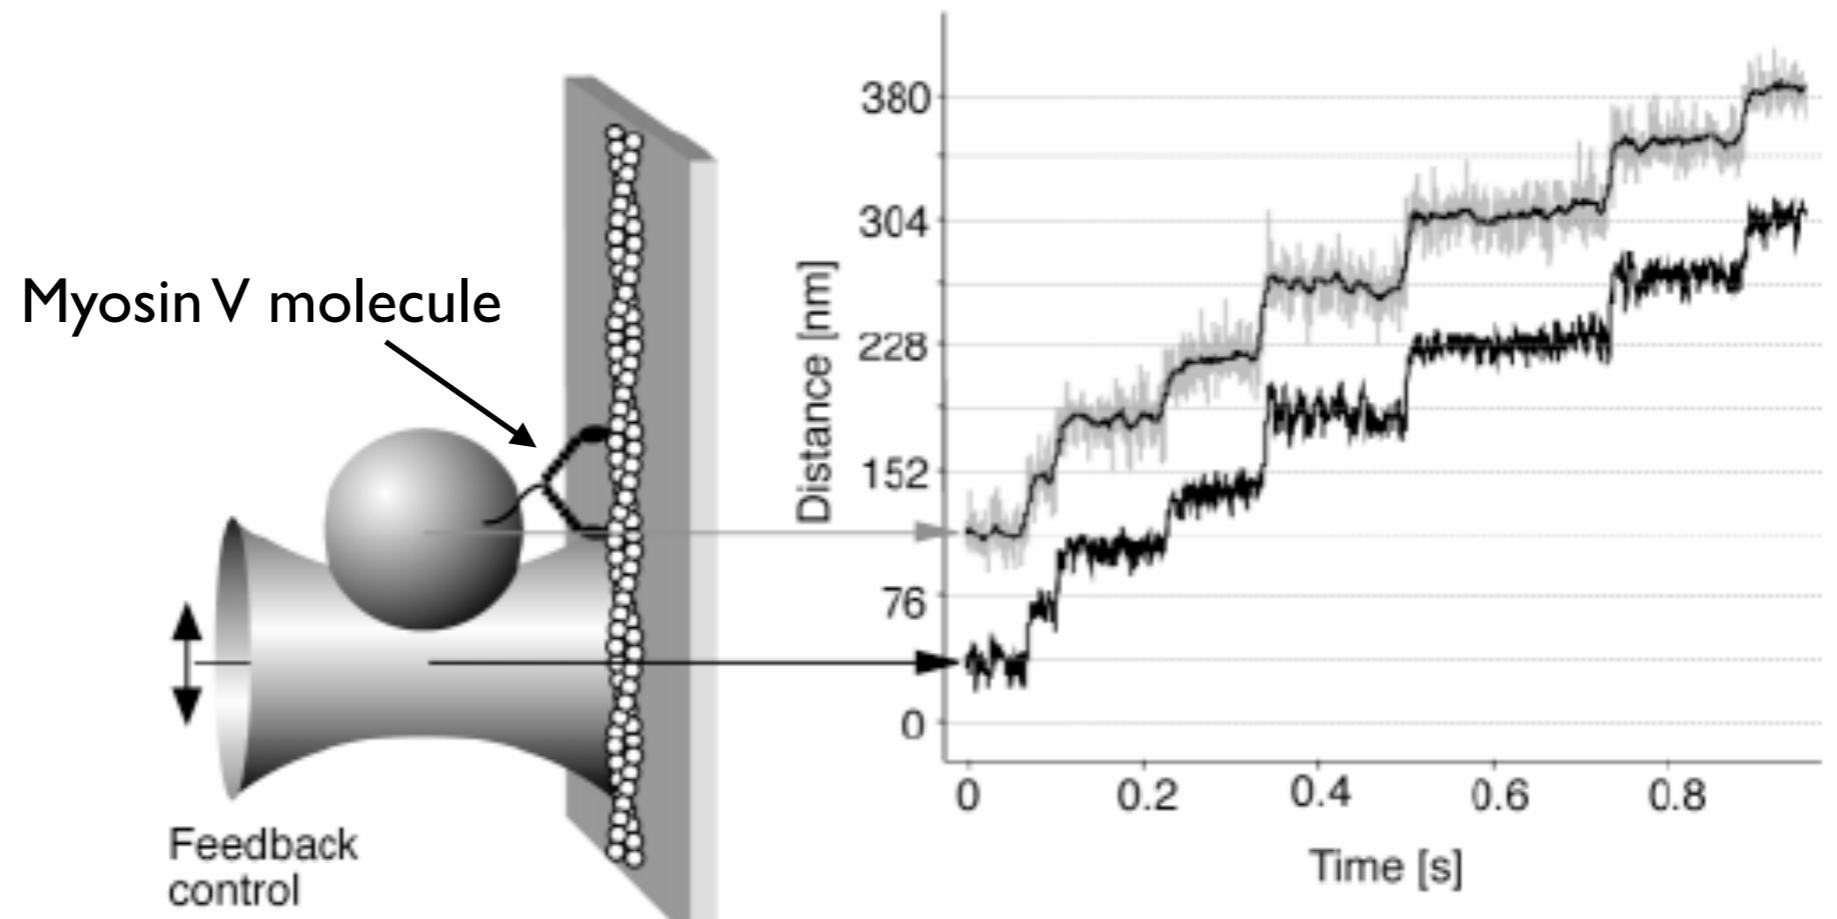 Myosin V molecule
Feedback
control
Distance [nm]
380
304
228
152
76
0
0 0.2 0.4 0.6 0.8
Time [s]